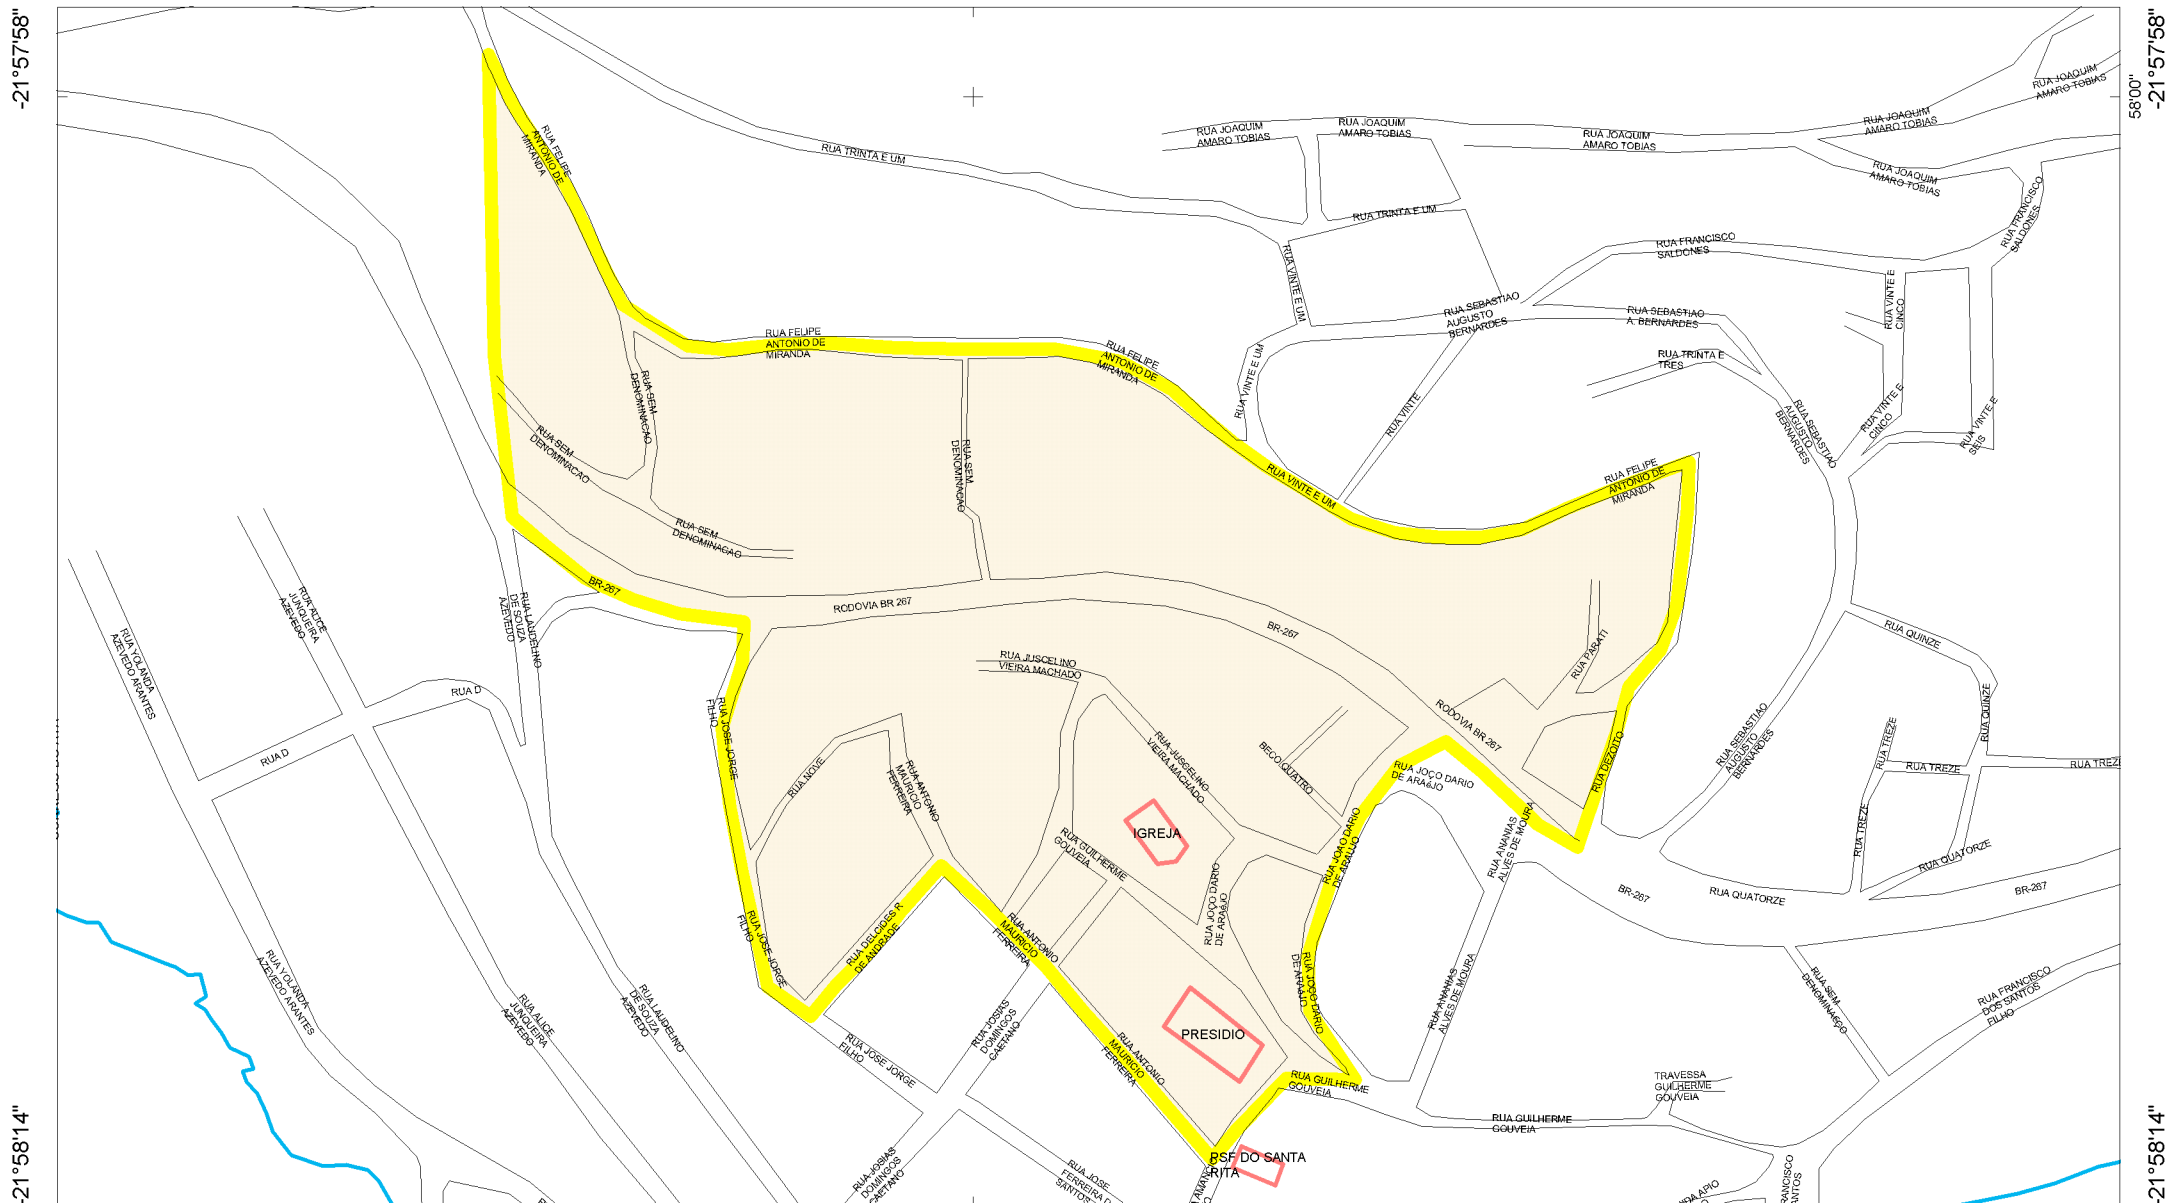 -21°57'58"
-21°57'58"
58'00"
RUA JOAQUIM
AMARO TOBIAS
RUA JOAQUIM
AMARO TOBIAS
RUA JOAQUIM
AMARO TOBIAS
RUA JOAQUIM
AMARO TOBIAS
RUA JOAQUIM
AMARO TOBIAS
RUA JOAQUIM
AMARO TOBIAS
RUA FELIPE
ANTONIO DE
MIRANDA
RUA TRINTA E UM
RUA TRINTA E UM
RUA FRANCISCO
SALDONES
RUA FRANCISCO
SALDONES
RUA VINTE E UM
RUA SEBASTIAO
AUGUSTO
BERNARDES
RUA SEBASTIAO
A. BERNARDES
RUA VINTE E
CINCO
RUA FELIPE
ANTONIO DE
MIRANDA
RUA FELIPE
ANTONIO DE
MIRANDA
RUA VINTE E UM
RUA TRINTA E
TRES
RUA SEM
DENOMINACAO
RUA VINTE
RUA SEBASTIAO
AUGUSTO
BERNARDES
RUA VINTE E
CINCO
RUA VINTE E
SEIS
RUA SEM
DENOMINACAO
RUA SEM
DENOMINACAO
RUA VINTE E UM
RUA FELIPE
ANTONIO DE
MIRANDA
RUA SEM
DENOMINACAO
BR-267
RODOVIA BR 267
BR-267
RUA ALICE
JUNQUEIRA
AZEVEDO
RUA LAUDELINO
DE SOUZA
AZEVEDO
RUA YOLANDA
AZEVEDO ARANTES
RUA D
RUA D
RUA JUSCELINO
VIEIRA MACHADO
RUA PARATI
RUA QUINZE
RUA QUINZE
RUA JOSE JORGE
FILHO
RODOVIA BR 267
RUA SEBASTIAO
AUGUSTO
BERNARDES
RUA TREZE
RUA TREZE
RUA TREZE
RUA NOVE
RUA ANTONIO
MAURICIO
FERREIRA
RUA JUSCELINO
VIEIRA MACHADO
BECO QUATRO
RUA JOÇO DARIO
DE ARAéJO
RUA DEZOITO
IGREJA
RUA GUILHERME
GOUVEIA
RUA JOAO DARIO
DE ARAUJO
RUA ANANIAS
ALVES DE MOURA
RUA TREZE
RUA QUATORZE
BR-267
RUA QUATORZE
BR-267
RUA JOSE JORGE
FILHO
RUA DELCIDES R
DE ANDRADE
RUA ANTONIO
MAURICIO
FERREIRA
RUA JOÇO DARIO
DE ARAéJO
RUA JOÇO DARIO
DE ARAéJO
RUA ANANIAS
ALVES DE MOURA
RUA SEM
DENOMINAÇO
RUA FRANCISCO
DOS SANTOS
FILHO
RUA YOLANDA
AZEVEDO ARANTES
RUA ALICE
JUNQUEIRA
AZEVEDO
RUA LAUDELINO
DE SOUZA
AZEVEDO
RUA JOSIAS
DOMINGOS
CAETANO
PRESIDIO
RUA JOSE JORGE
FILHO
RUA ANTONIO
MAURICIO
FERREIRA
RUA GUILHERME
GOUVEIA
TRAVESSA
GUILHERME
GOUVEIA
RUA GUILHERME
GOUVEIA
-21°58'14"
-21°58'14"
PSF DO SANTA
RITA
RUA JOSIAS
DOMINGOS
CAETANO
RUA JOSE
FERREIRA D
SANTOS